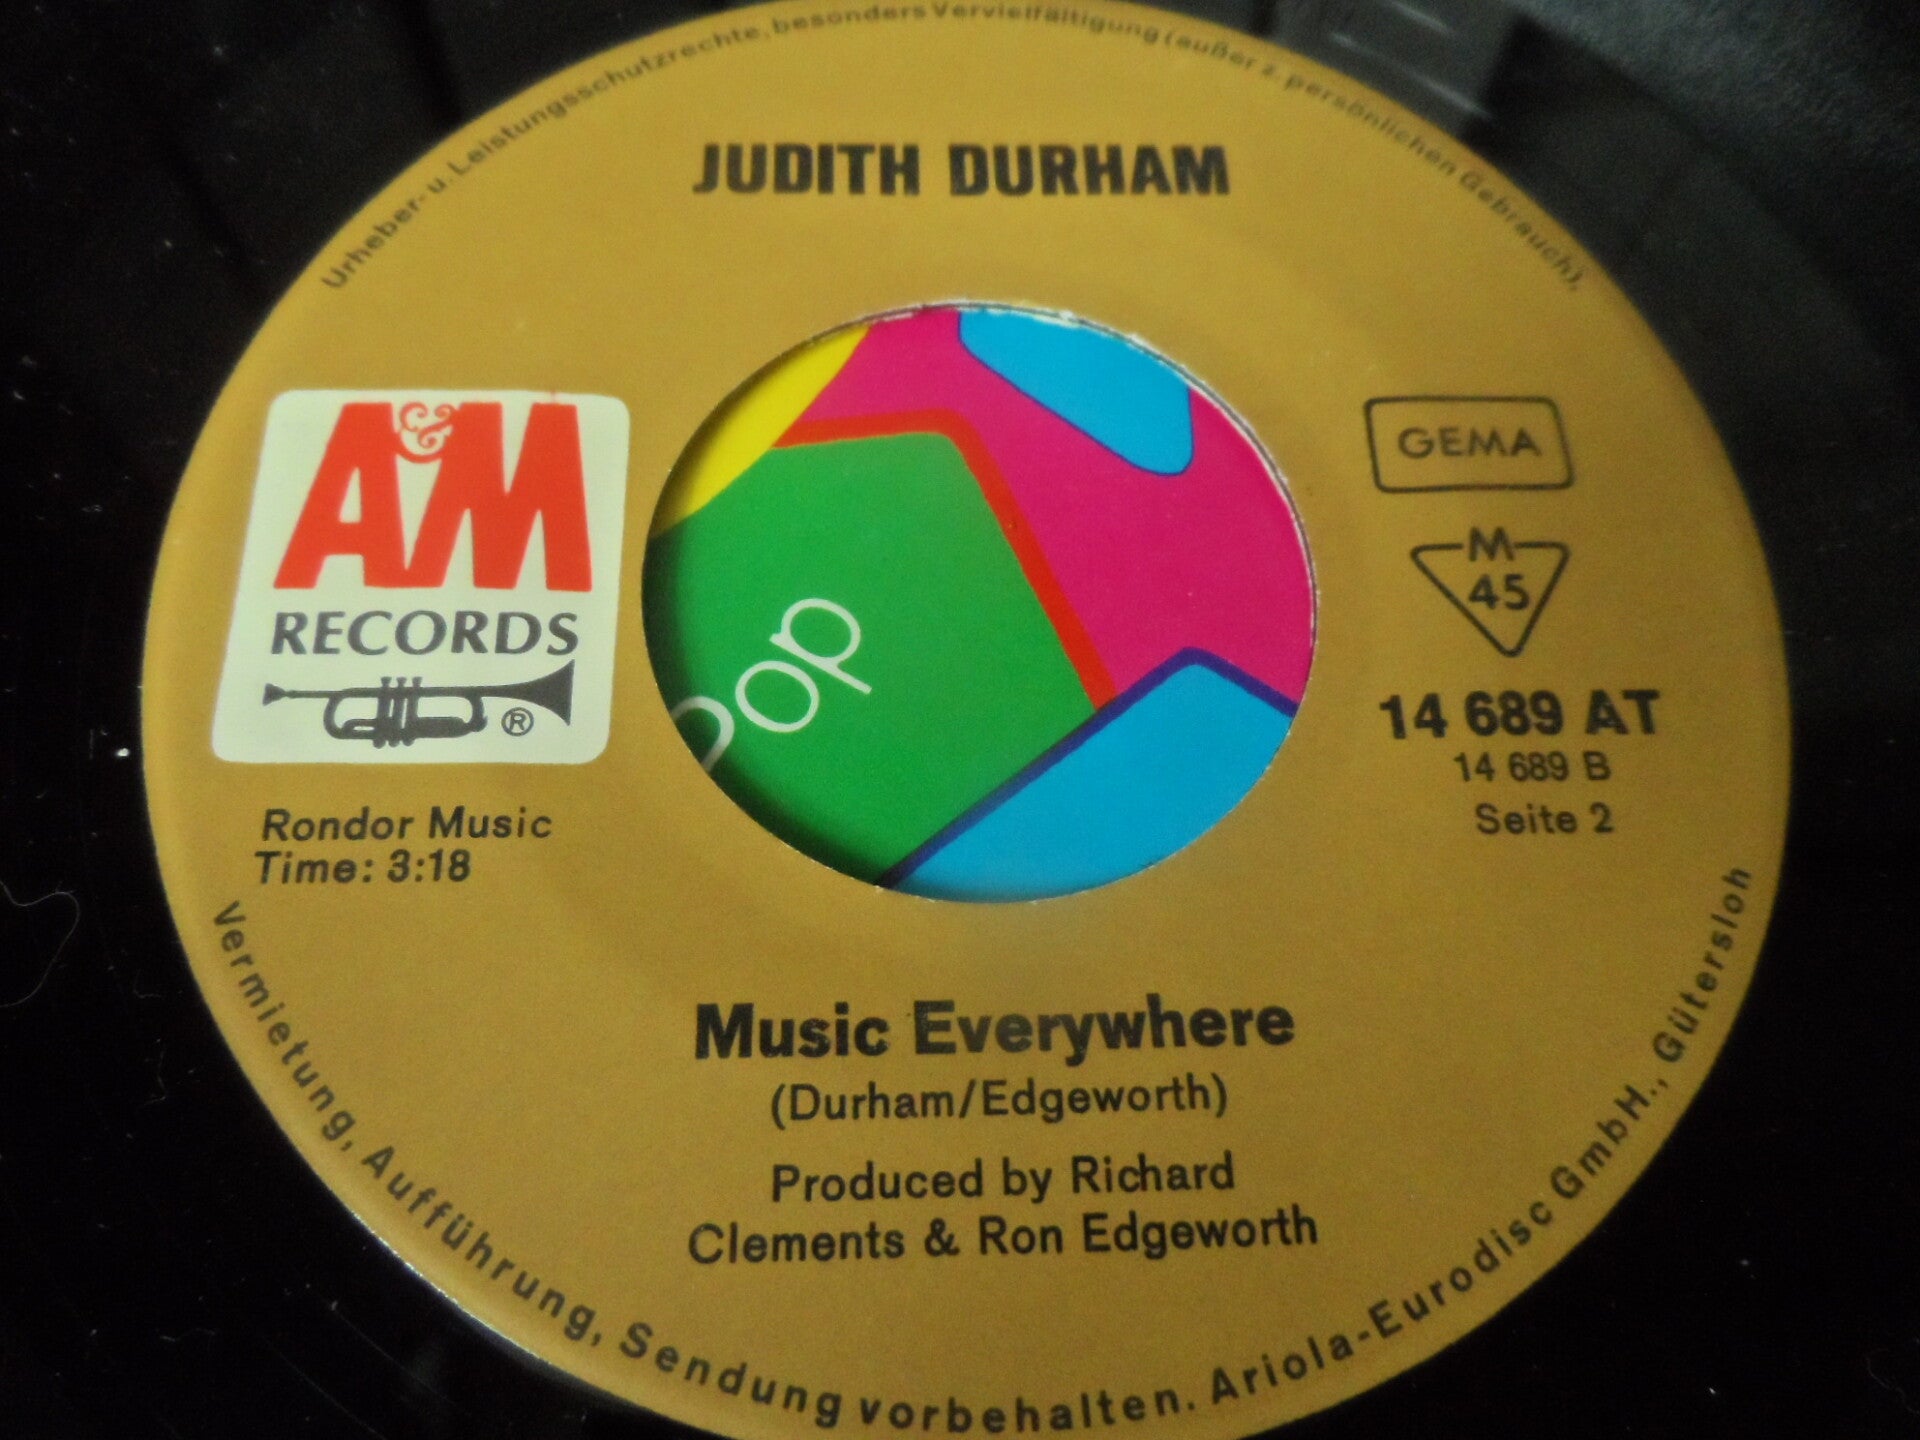 Urheber- u. Leistungsschutzrechte, besonders Vervielfältigung (außer z. persönlichen Gebrauch),
JUDITH DURHAM
A&M
RECORDS
®
Rondor Music
Time: 3:18
Pop
GEMA
M
45
14 689 AT
14 689 B
Seite 2
Music Everywhere
(Durham/Edgeworth)
Produced by Richard
Clements & Ron Edgeworth
Vermietung, Aufführung, Sendung vorbehalten. Ariola-Eurodisc GmbH., Gütersloh